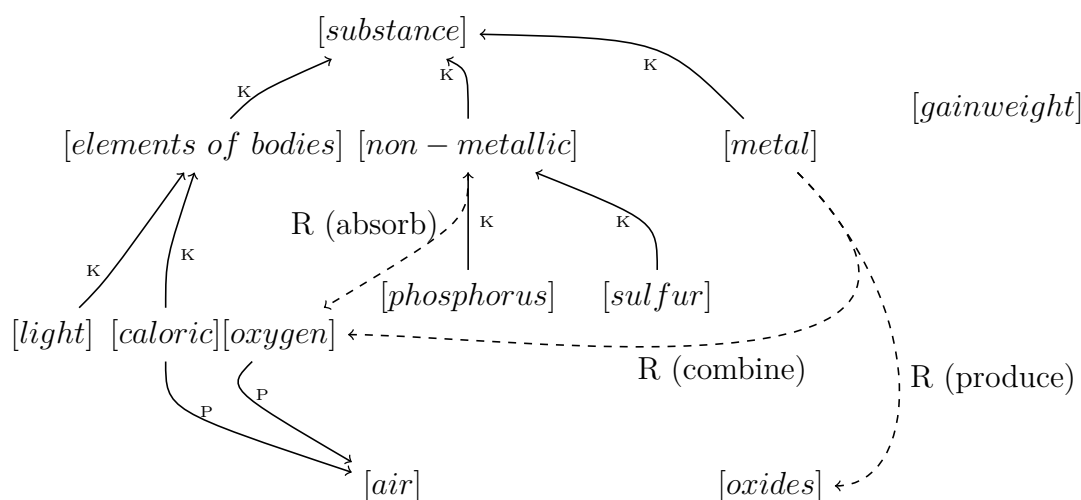 [substance]
K
K
K
[gainweight]
[elements of bodies] [non − metallic]
[metal]
R (absorb)
K
K
K
K
[phosphorus]
[sulfur]
[light] [caloric][oxygen]
R (combine)
R (produce)
P
P
[air]
[oxides]